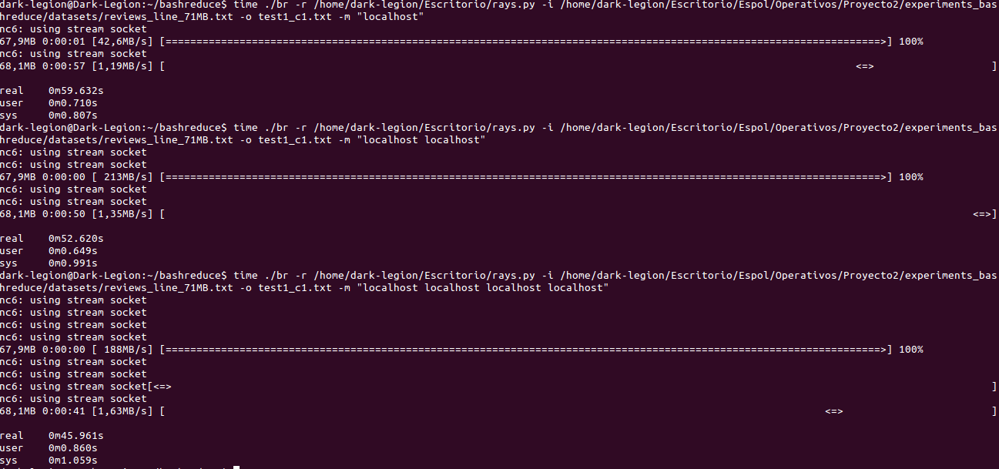 dark-legion@Dark-Legion:~/bashreduce$ time ./br -r /home/dark-legion/Escritorio/rays.py -i /home/dark-legion/Escritorio/Espol/Operativos/Proyecto2/experiments_bas
hreduce/datasets/reviews_line_71MB.txt -o test1_c1.txt -m "localhost"
nc6: using stream socket
67,9MB 0:00:01 [42,6MB/s] [====================================================================================================================>] 100%
nc6: using stream socket
68,1MB 0:00:57 [1,19MB/s] [                                                                                                                <=>                   ]
real    0m59.632s
user    0m0.710s
sys     0m0.807s
dark-legion@Dark-Legion:~/bashreduce$ time ./br -r /home/dark-legion/Escritorio/rays.py -i /home/dark-legion/Escritorio/Espol/Operativos/Proyecto2/experiments_bas
hreduce/datasets/reviews_line_71MB.txt -o test1_c1.txt -m "localhost localhost"
nc6: using stream socket
nc6: using stream socket
67,9MB 0:00:00 [ 213MB/s] [====================================================================================================================>] 100%
nc6: using stream socket
nc6: using stream socket
68,1MB 0:00:50 [1,35MB/s] [                                                                                                                                   <=>]
real    0m52.620s
user    0m0.649s
sys     0m0.991s
dark-legion@Dark-Legion:~/bashreduce$ time ./br -r /home/dark-legion/Escritorio/rays.py -i /home/dark-legion/Escritorio/Espol/Operativos/Proyecto2/experiments_bas
hreduce/datasets/reviews_line_71MB.txt -o test1_c1.txt -m "localhost localhost localhost localhost"
nc6: using stream socket
nc6: using stream socket
nc6: using stream socket
nc6: using stream socket
67,9MB 0:00:00 [ 188MB/s] [====================================================================================================================>] 100%
nc6: using stream socket
nc6: using stream socket
nc6: using stream socket[<=>                                                                                                                                     ]
nc6: using stream socket
68,1MB 0:00:41 [1,63MB/s] [                                                                                                           <=>                        ]
real    0m45.961s
user    0m0.860s
sys     0m1.059s